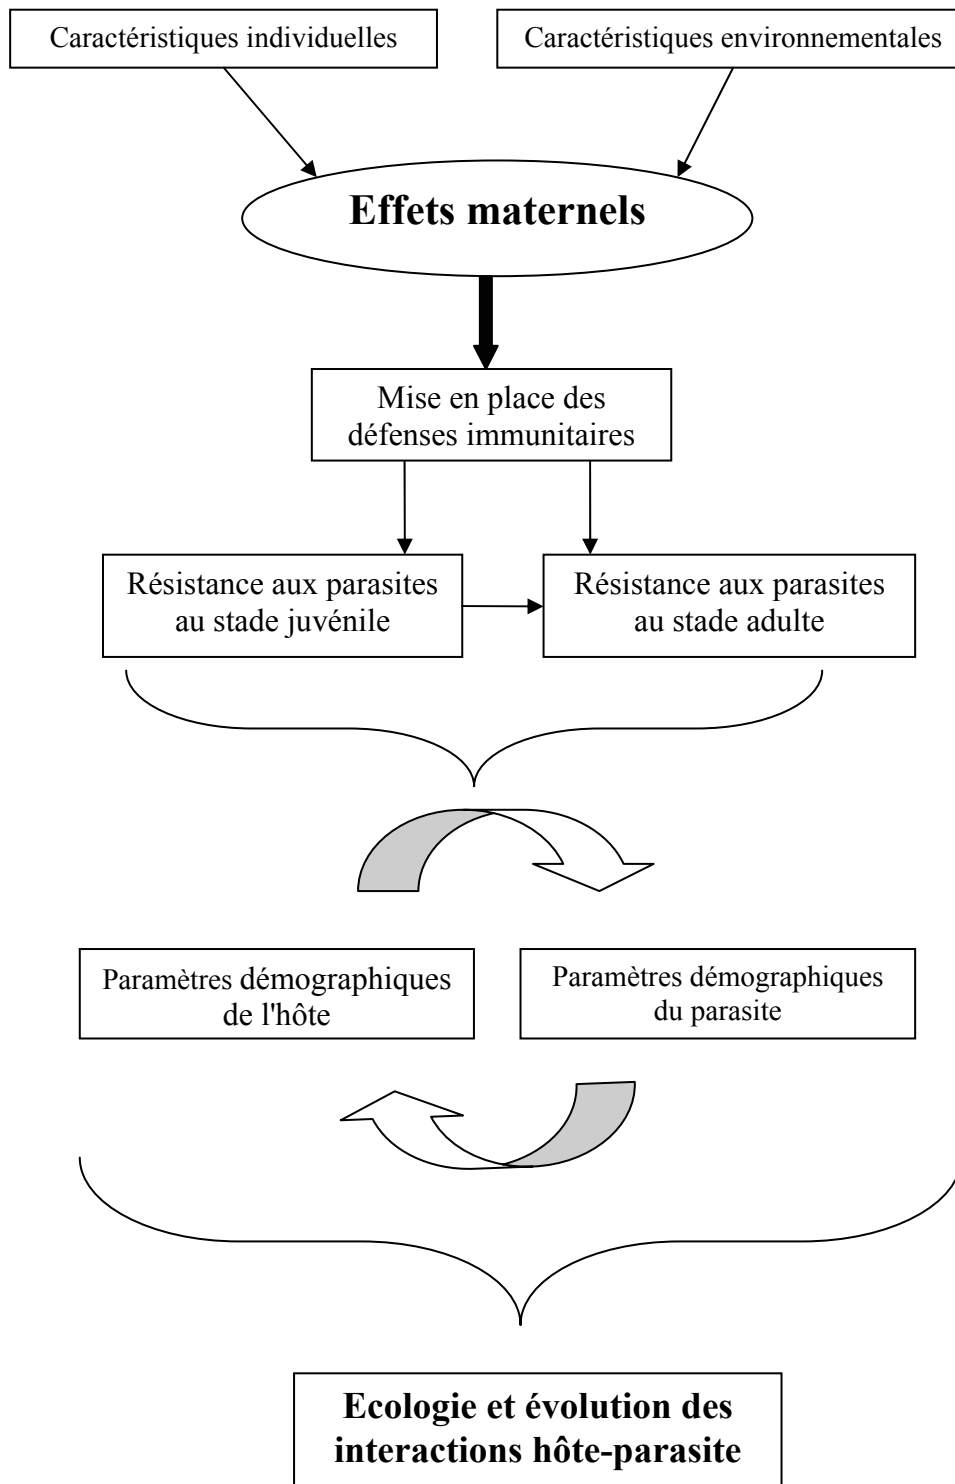 Caractéristiques individuelles
Caractéristiques environnementales
Effets maternels
Mise en place des
défenses immunitaires
Résistance aux parasites
au stade juvénile
Résistance aux parasites
au stade adulte
Paramètres démographiques
de l'hôte
Paramètres démographiques
du parasite
Ecologie et évolution des
interactions hôte-parasite